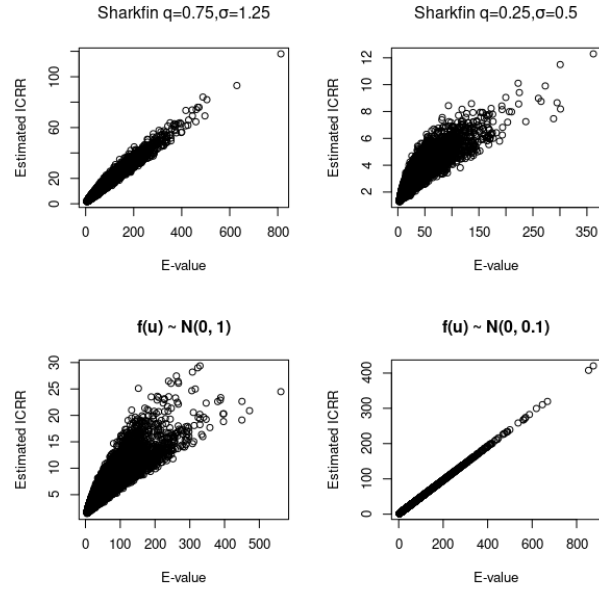 Sharkfin q=0.75,σ=1.25
Estimated ICRR
0 20 60 100
0 200 400 600 800
E-value
Sharkfin q=0.25,σ=0.5
Estimated ICRR
2 4 6 8 10 12
0 50 150 250 350
E-value
f(u) ~ N(0, 1)
Estimated ICRR
5 10 15 20 25 30
0 100 200 300 400 500
E-value
f(u) ~ N(0, 0.1)
Estimated ICRR
0 100 200 300 400
0 200 400 600 800
E-value